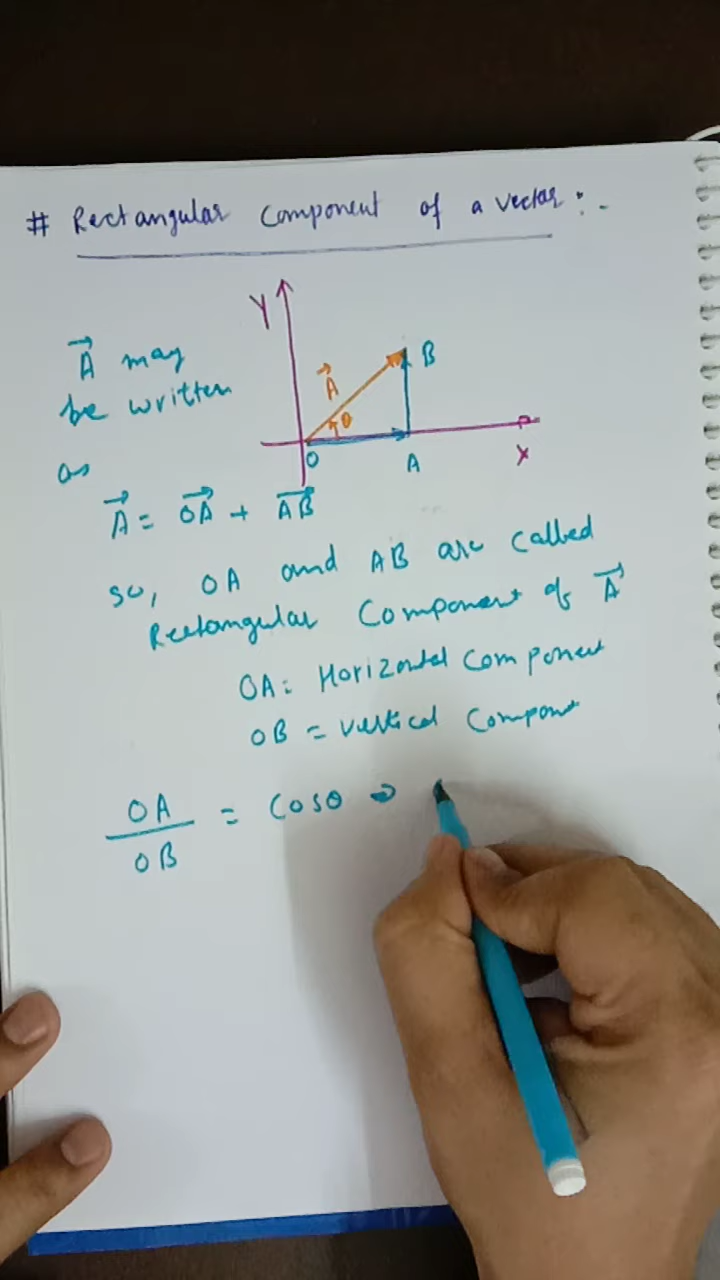 # Rectangular Component of a vector :-
Y
A may
be written
as
A
θ
B
O
A
X
A = OA + AB
so, OA and AB are called
Rectangular Component of A
OA = Horizontal Component
OB = vertical Component
OA
OB
= Cosθ ⇒